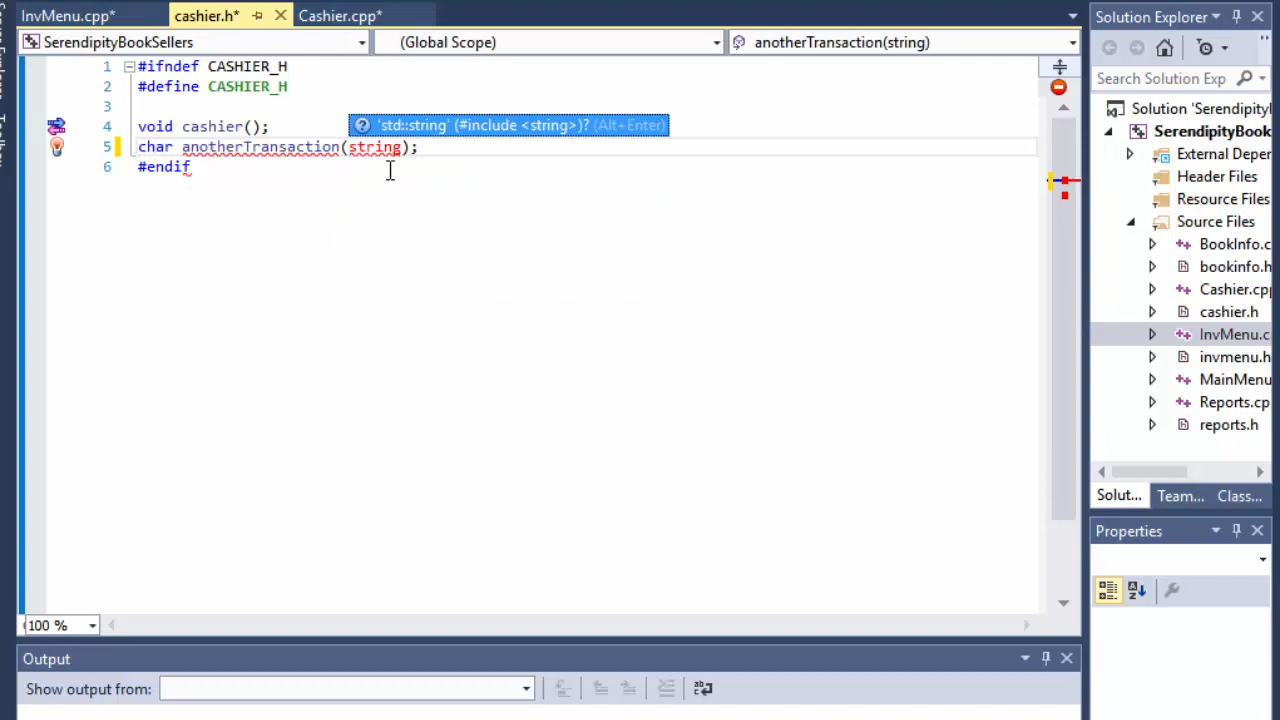 InvMenu.cpp*
cashier.h*
Cashier.cpp*
Solution Explorer
SerendipityBookSellers
(Global Scope)
anotherTransaction(string)
Search Solution Exp
1 #ifndef CASHIER_H
2 #define CASHIER_H
3
4 void cashier();
'std::string' (#include <string>)? (Alt+Enter)
5 char anotherTransaction(string);
6 #endif
Solution 'Serendipityl
SerendipityBook
External Deper
Header Files
Resource Files
Source Files
BookInfo.c
bookinfo.h
Cashier.cpp
cashier.h
InvMenu.c
invmenu.h
MainMenu
Reports.cp
reports.h
Solut...
Team...
Class...
Properties
100 %
Output
Show output from: